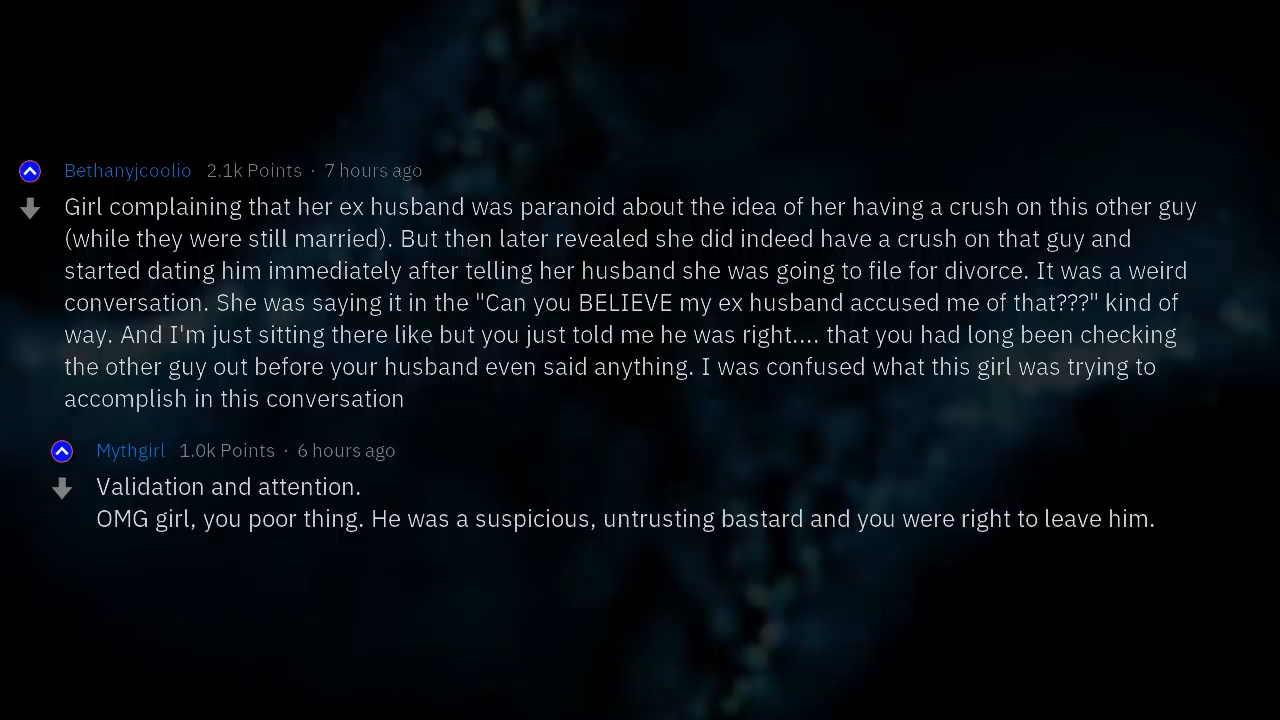 Bethanyjcoolio 2.1k Points · 7 hours ago
Girl complaining that her ex husband was paranoid about the idea of her having a crush on this other guy
(while they were still married). But then later revealed she did indeed have a crush on that guy and
started dating him immediately after telling her husband she was going to file for divorce. It was a weird
conversation. She was saying it in the "Can you BELIEVE my ex husband accused me of that???" kind of
way. And I'm just sitting there like but you just told me he was right.... that you had long been checking
the other guy out before your husband even said anything. I was confused what this girl was trying to
accomplish in this conversation
Mythgirl 1.0k Points · 6 hours ago
Validation and attention.
OMG girl, you poor thing. He was a suspicious, untrusting bastard and you were right to leave him.